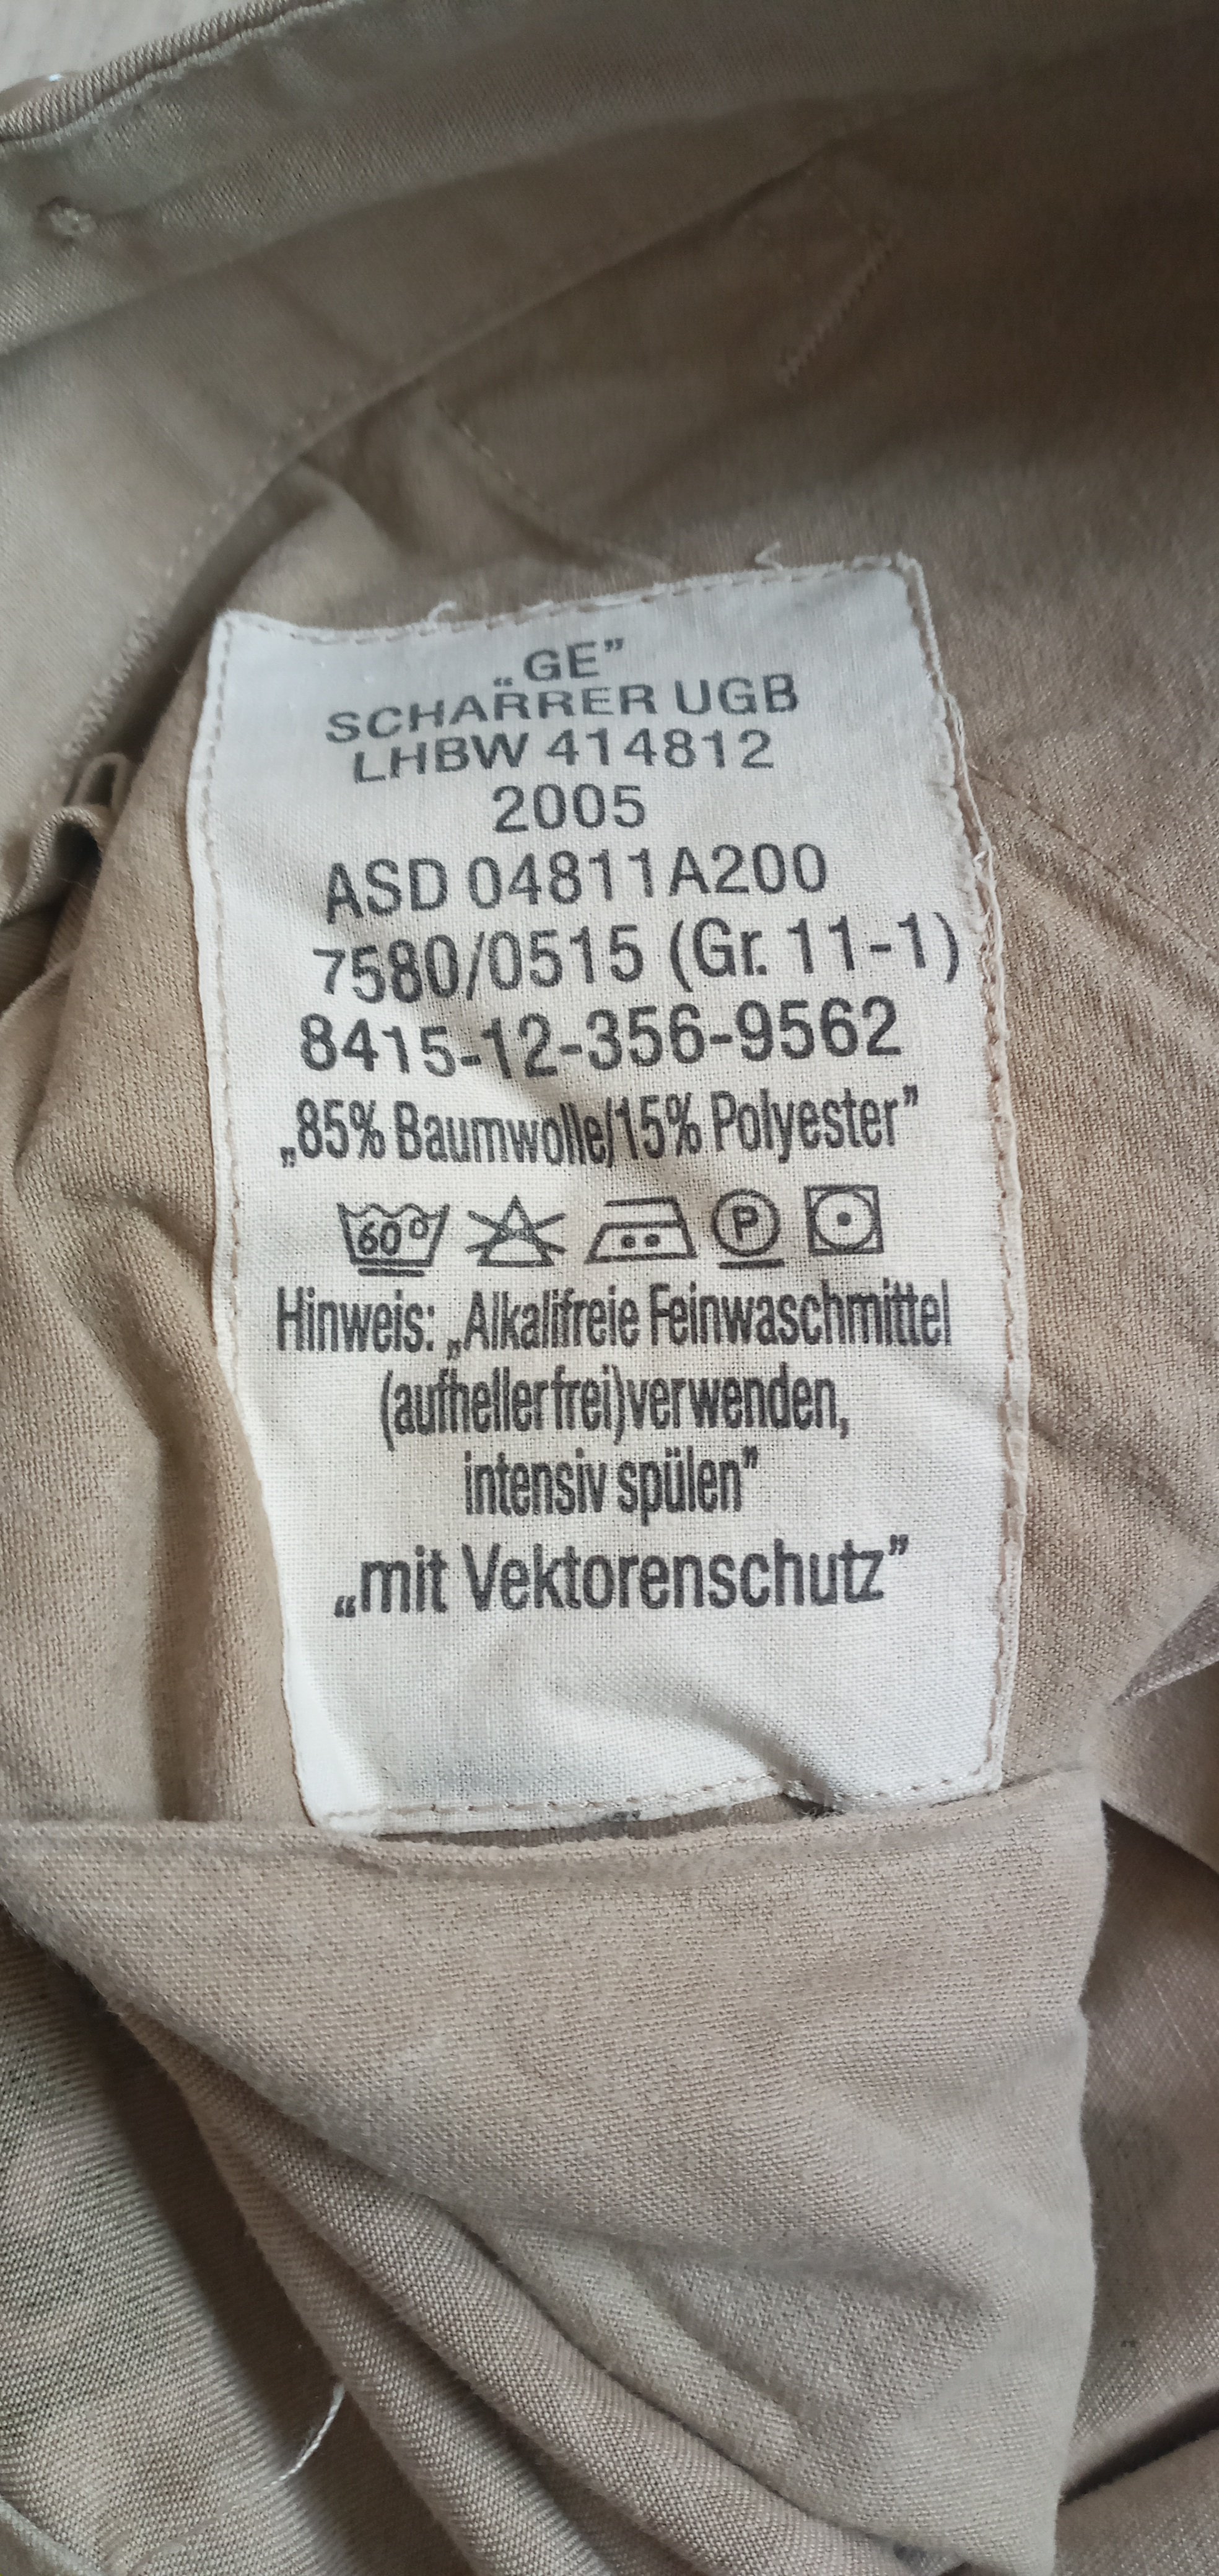 „GE”
SCHARRER UGB
LHBW 414812
2005
ASD 04811A200
7580/0515 (Gr. 11-1)
8415-12-356-9562
„85% Baumwolle/15% Polyester”
60° P
Hinweis: „Alkalifreie Feinwaschmittel
(aufhellerfrei)verwenden,
intensiv spülen”
„mit Vektorenschutz”